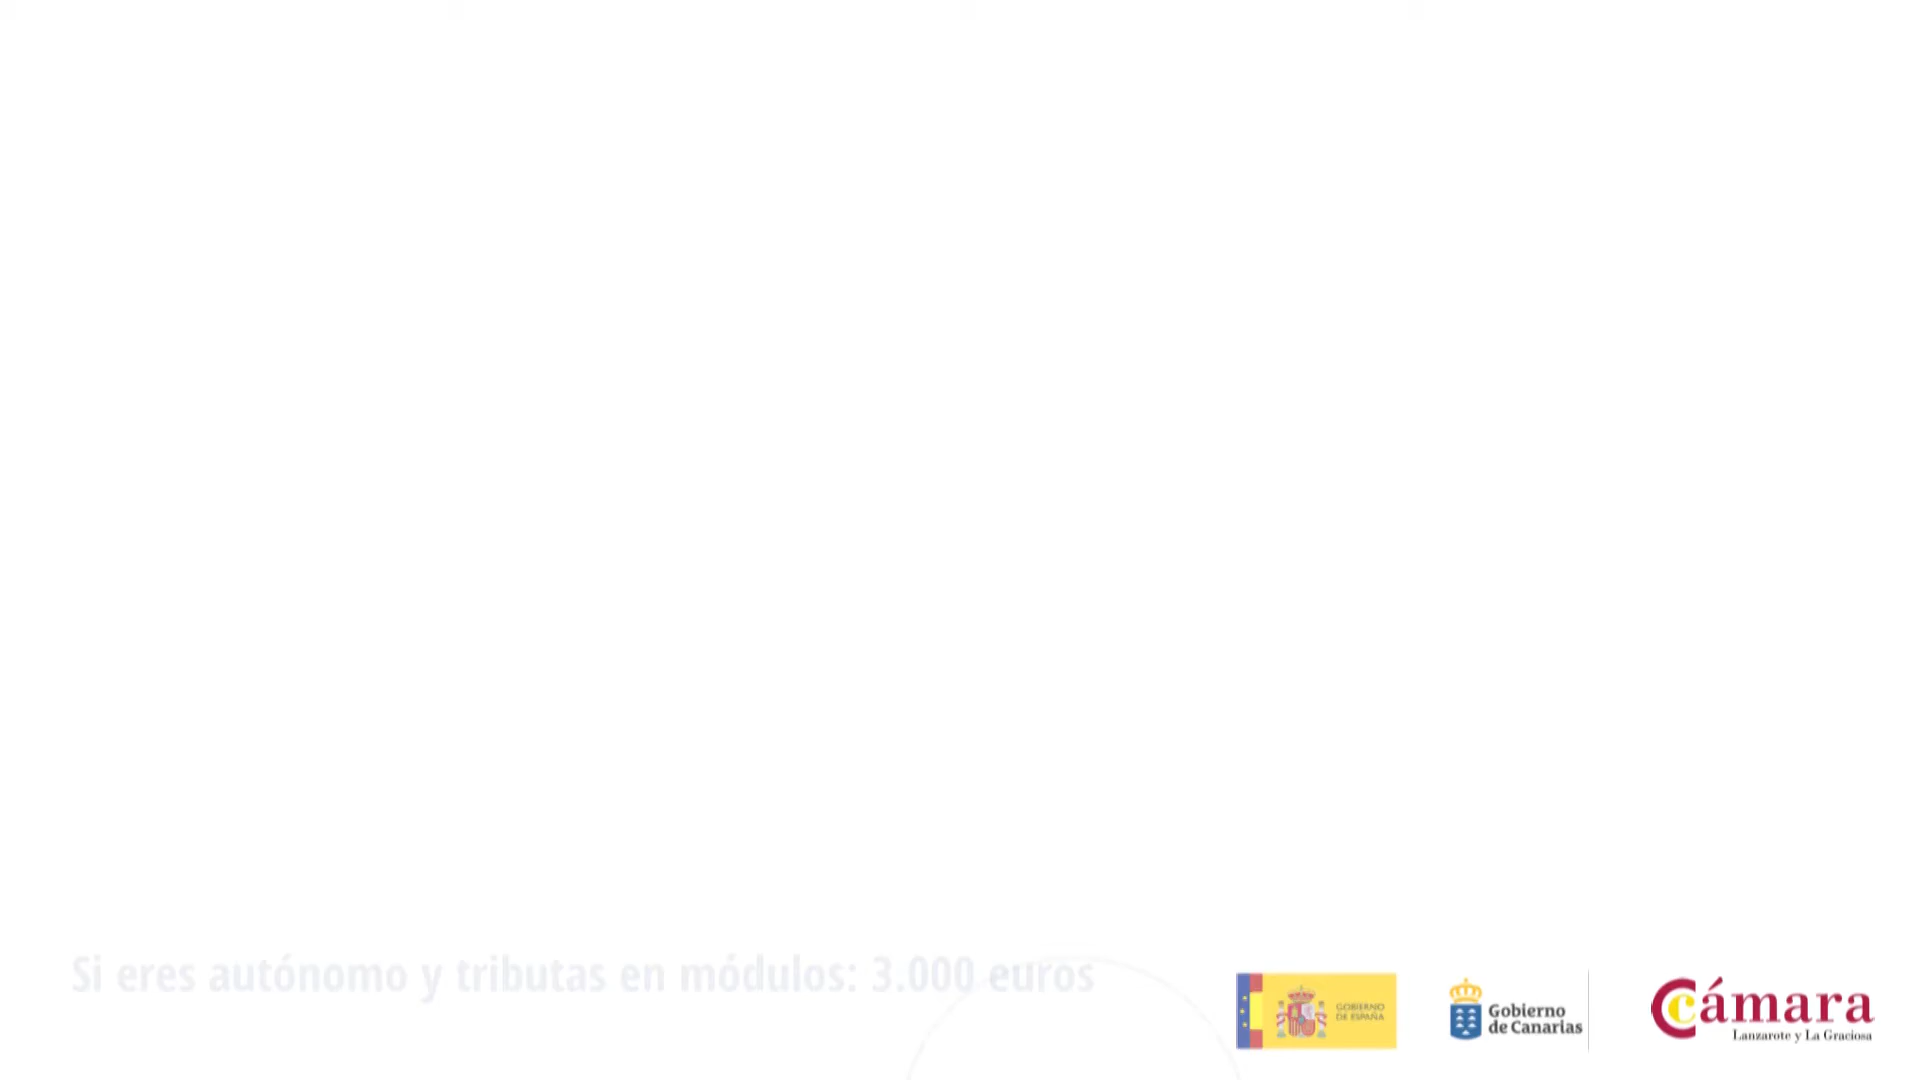 Si eres autónomo y tributas en módulos: 3.000 euros
GOBIERNO
DE ESPAÑA
Gobierno
de Canarias
Cámara
Lanzarote y La Graciosa